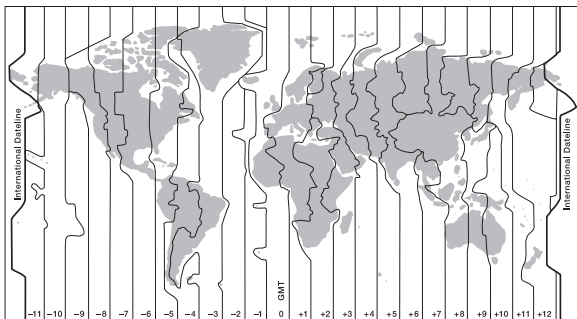 International Dateline
International Dateline
GMT
−11 −10 −9 −8 −7 −6 −5 −4 −3 −2 −1 0 +1 +2 +3 +4 +5 +6 +7 +8 +9 +10 +11 +12